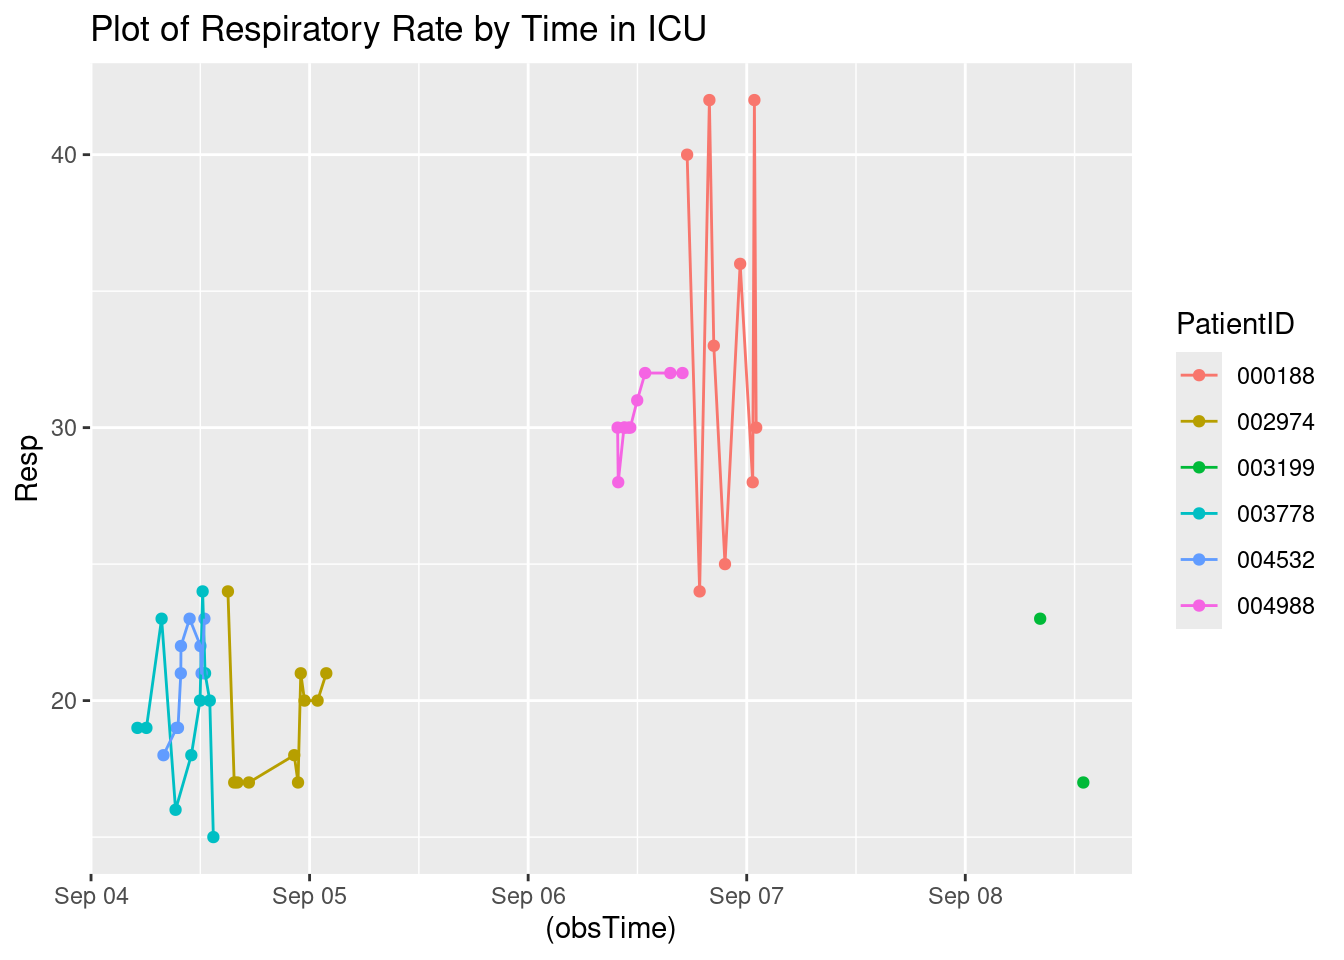 Plot of Respiratory Rate by Time in ICU
40
30
20
Resp
Sep 04
Sep 05
Sep 06
Sep 07
Sep 08
(obsTime)
PatientID
000188
002974
003199
003778
004532
004988